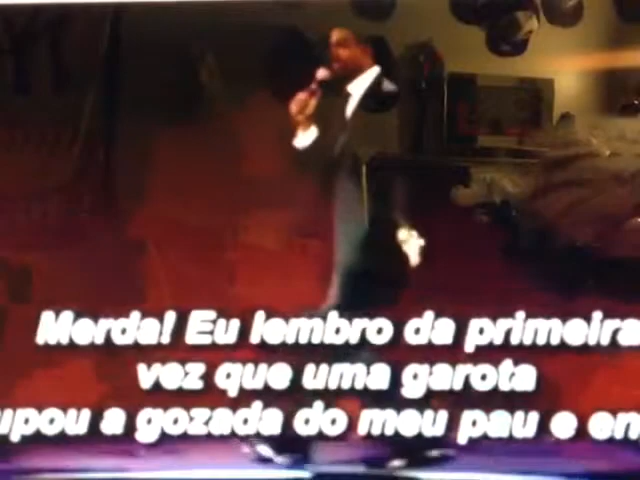 Merda! Eu lembro da primeira
vez que uma garota
upou a gozada do meu pau e en